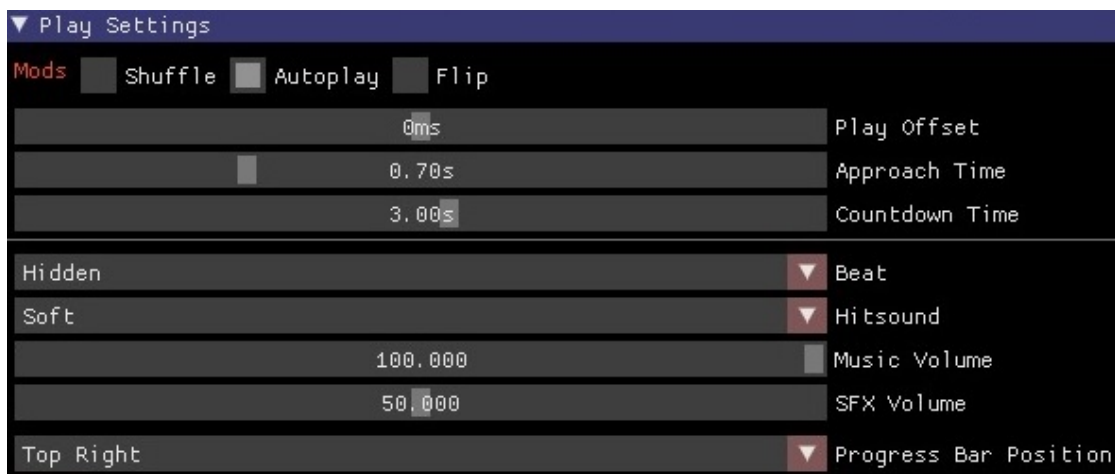 Play Settings
Mods Shuffle Autoplay Flip
0ms Play Offset
0.70s Approach Time
3.00s Countdown Time
Hidden Beat
Soft Hitsound
100.000 Music Volume
50.000 SFX Volume
Top Right Progress Bar Position